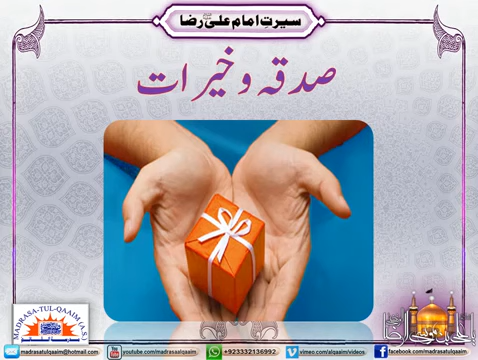 سیرتِ امام علی رضا
صدقہ و خیرات
MADRASA-TUL-QAAIM (A.S)
madrasatulqaaim@hotmail.com
youtube.com/madrasaalqaaim
+923332136992
vimeo.com/alqaaim/videos
facebook.com/madrasatulqaaim